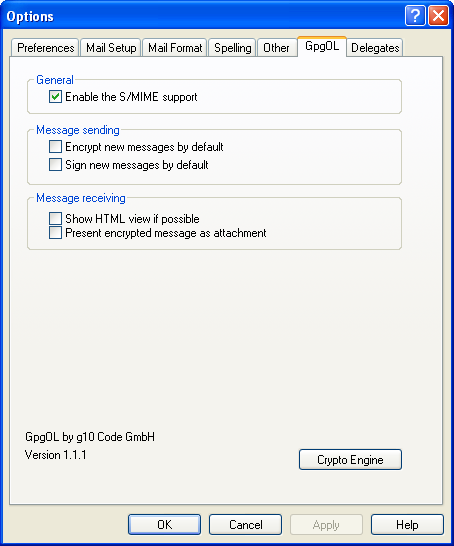 Options
Preferences Mail Setup Mail Format Spelling Other GpgOL Delegates
General
Enable the S/MIME support
Message sending
Encrypt new messages by default
Sign new messages by default
Message receiving
Show HTML view if possible
Present encrypted message as attachment
GpgOL by g10 Code GmbH
Version 1.1.1
Crypto Engine
OK Cancel Apply Help